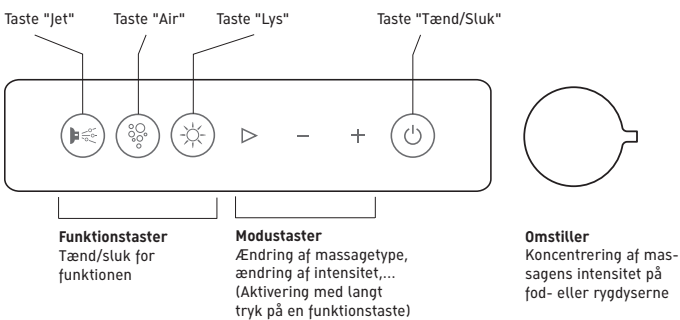 Taste "Jet"
Taste "Air"
Taste "Lys"
Taste "Tænd/Sluk"
Funktionstaster
Tænd/sluk for
funktionen
Modustaster
Ændring af massagetype,
ændring af intensitet,...
(Aktivering med langt
tryk på en funktionstaste)
Omstiller
Koncentrering af mas-
sagens intensitet på
fod- eller rygdyserne